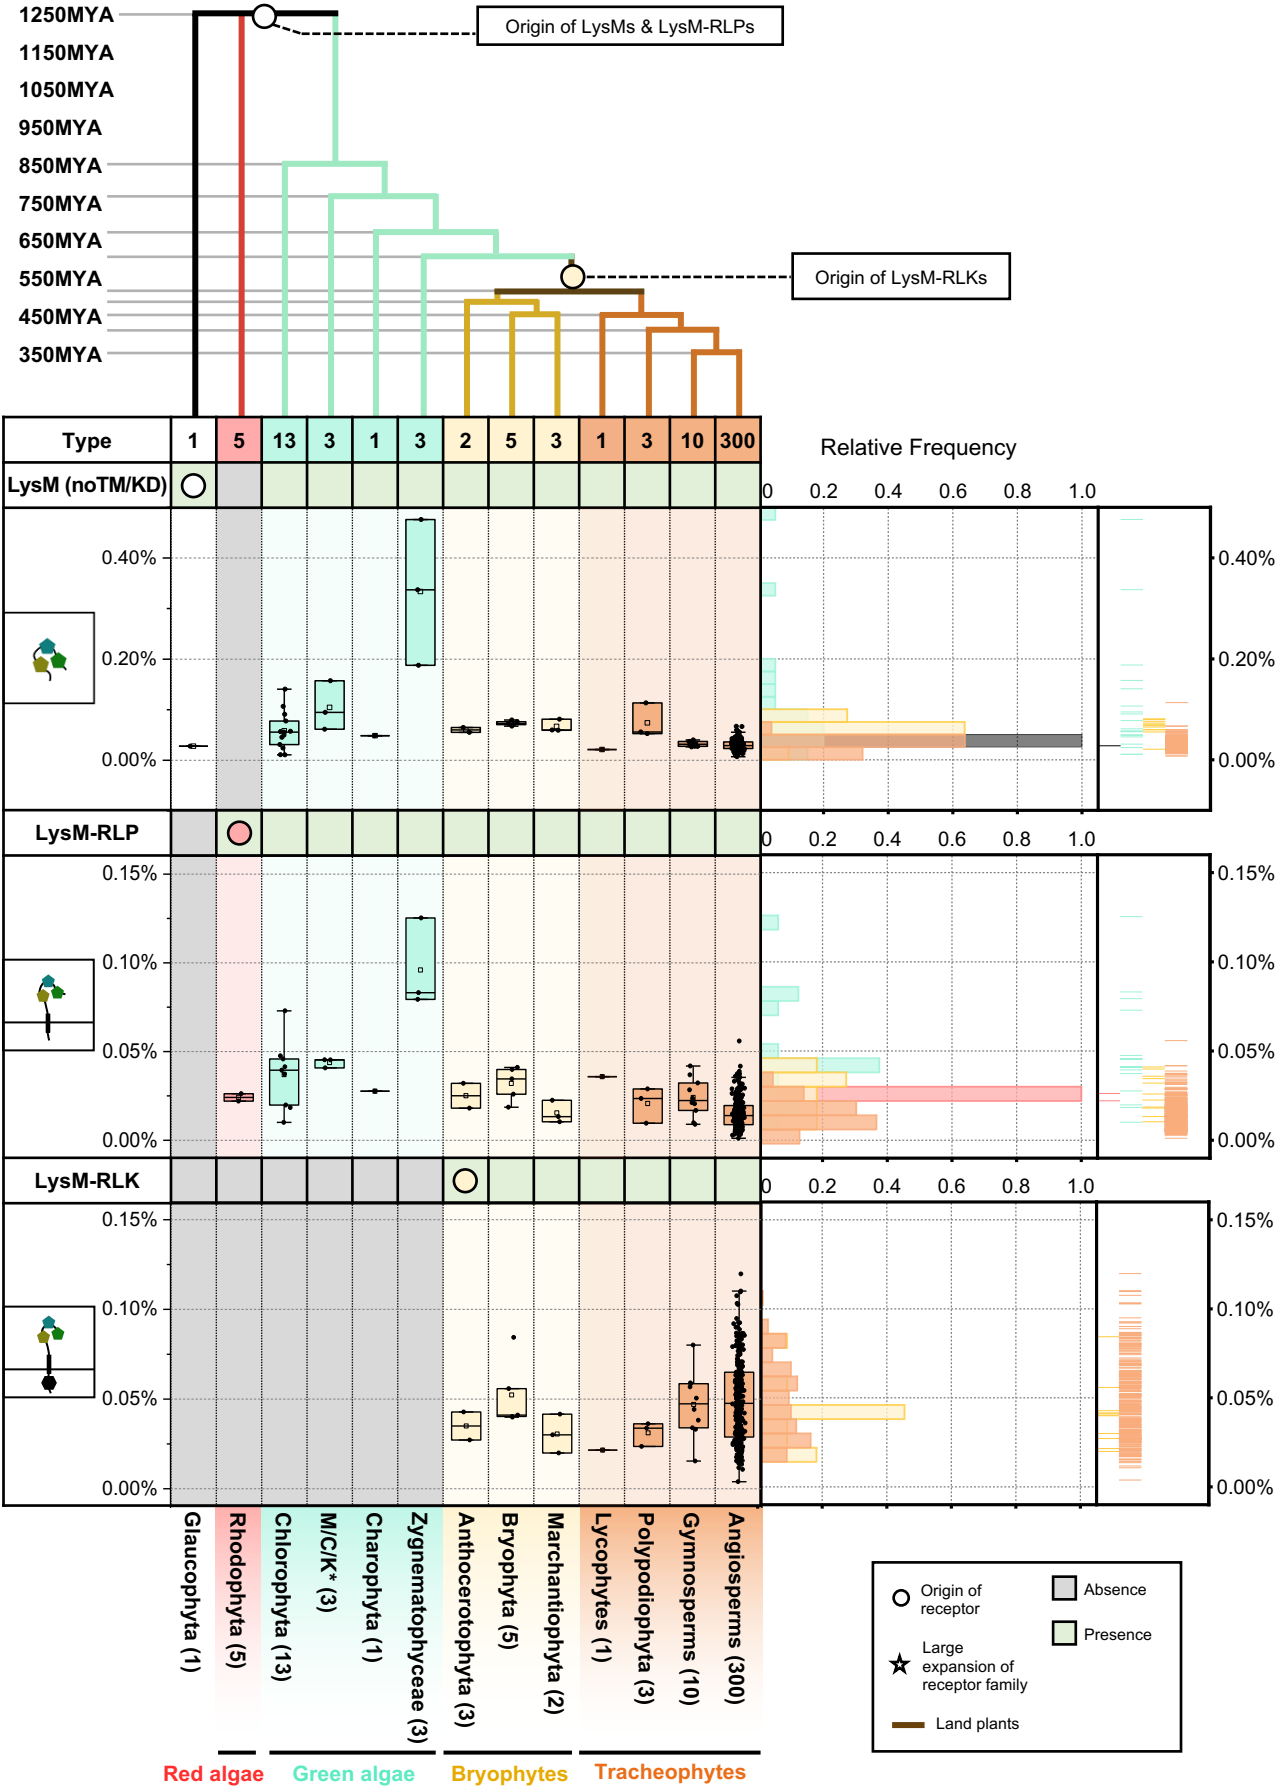 1250MYA
Origin of LysMs & LysM-RLPs
1150MYA
1050MYA
950MYA
850MYA
750MYA
650MYA
550MYA
Origin of LysM-RLKs
450MYA
350MYA
Type 1 5 13 3 1 3 2 5 3 1 3 10 300
Relative Frequency
LysM (noTM/KD)
0 0.2 0.4 0.6 0.8 1.0
0.40% 0.40%
0.20% 0.20%
0.00% 0.00%
LysM-RLP
0 0.2 0.4 0.6 0.8 1.0
0.15% 0.15%
0.10% 0.10%
0.05% 0.05%
0.00% 0.00%
LysM-RLK
0 0.2 0.4 0.6 0.8 1.0
0.15% 0.15%
0.10% 0.10%
0.05% 0.05%
0.00% 0.00%
Glaucophyta (1)
Rhodophyta (5)
Chlorophyta (13)
M/C/K* (3)
Charophyta (1)
Zygnematophyceae (3)
Anthocerotophyta (3)
Bryophyta (5)
Marchantiophyta (2)
Lycophytes (1)
Polypodiophyta (3)
Gymnosperms (10)
Angiosperms (300)
Red algae
Green algae
Bryophytes
Tracheophytes
Origin of
receptor
Large
expansion of
receptor family
Land plants
Absence
Presence